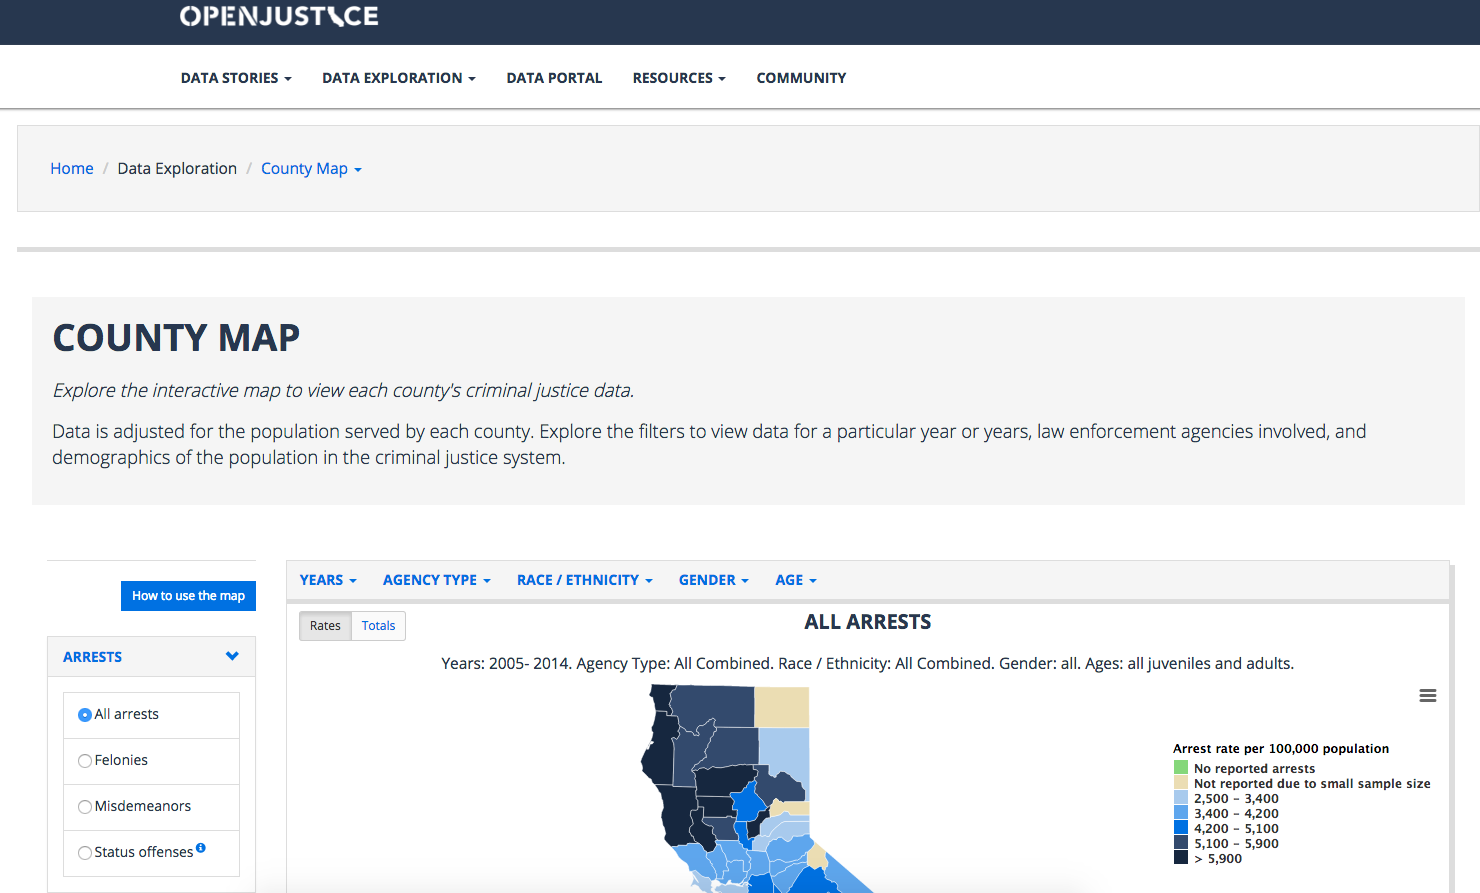 OPENJUSTICE
DATA STORIES DATA EXPLORATION DATA PORTAL RESOURCES COMMUNITY
Home / Data Exploration / County Map
COUNTY MAP
Explore the interactive map to view each county's criminal justice data.
Data is adjusted for the population served by each county. Explore the filters to view data for a particular year or years, law enforcement agencies involved, and
demographics of the population in the criminal justice system.
How to use the map
ARRESTS
All arrests
Felonies
Misdemeanors
Status offenses
YEARS AGENCY TYPE RACE / ETHNICITY GENDER AGE
Rates Totals
ALL ARRESTS
Years: 2005- 2014. Agency Type: All Combined. Race / Ethnicity: All Combined. Gender: all. Ages: all juveniles and adults.
Arrest rate per 100,000 population
No reported arrests
Not reported due to small sample size
2,500 – 3,400
3,400 – 4,200
4,200 – 5,100
5,100 – 5,900
> 5,900